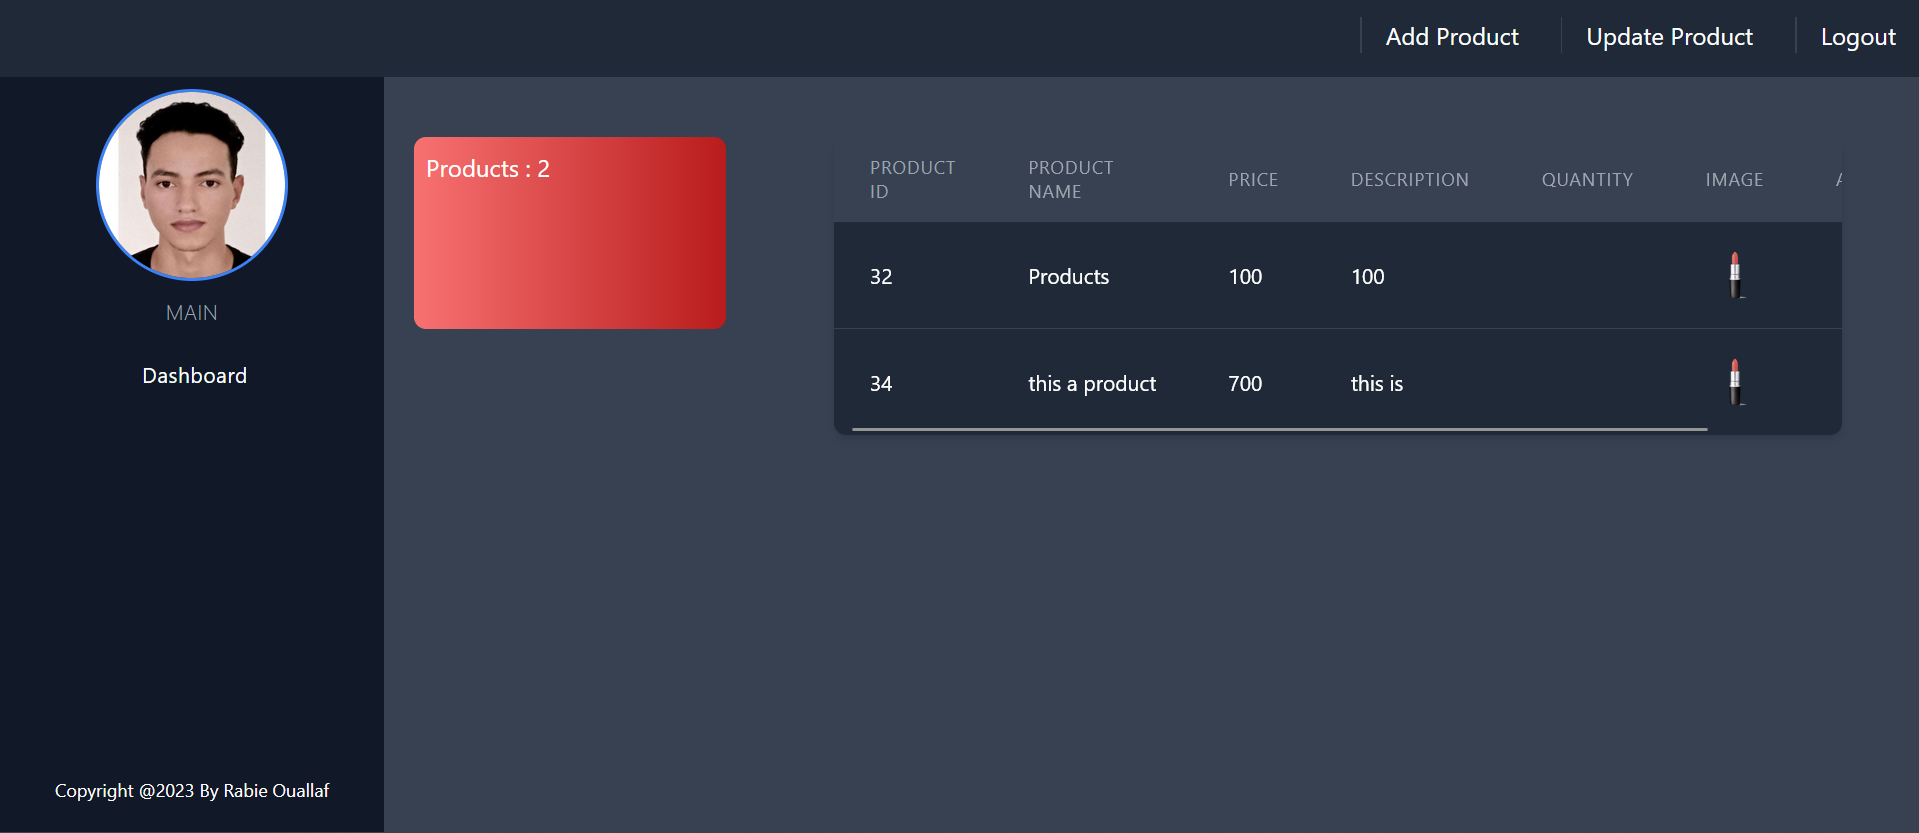 Add Product
Update Product
Logout
MAIN
Dashboard
Copyright @2023 By Rabie Ouallaf
Products : 2
PRODUCT ID PRODUCT NAME PRICE DESCRIPTION QUANTITY IMAGE
32 Products 100 100
34 this a product 700 this is